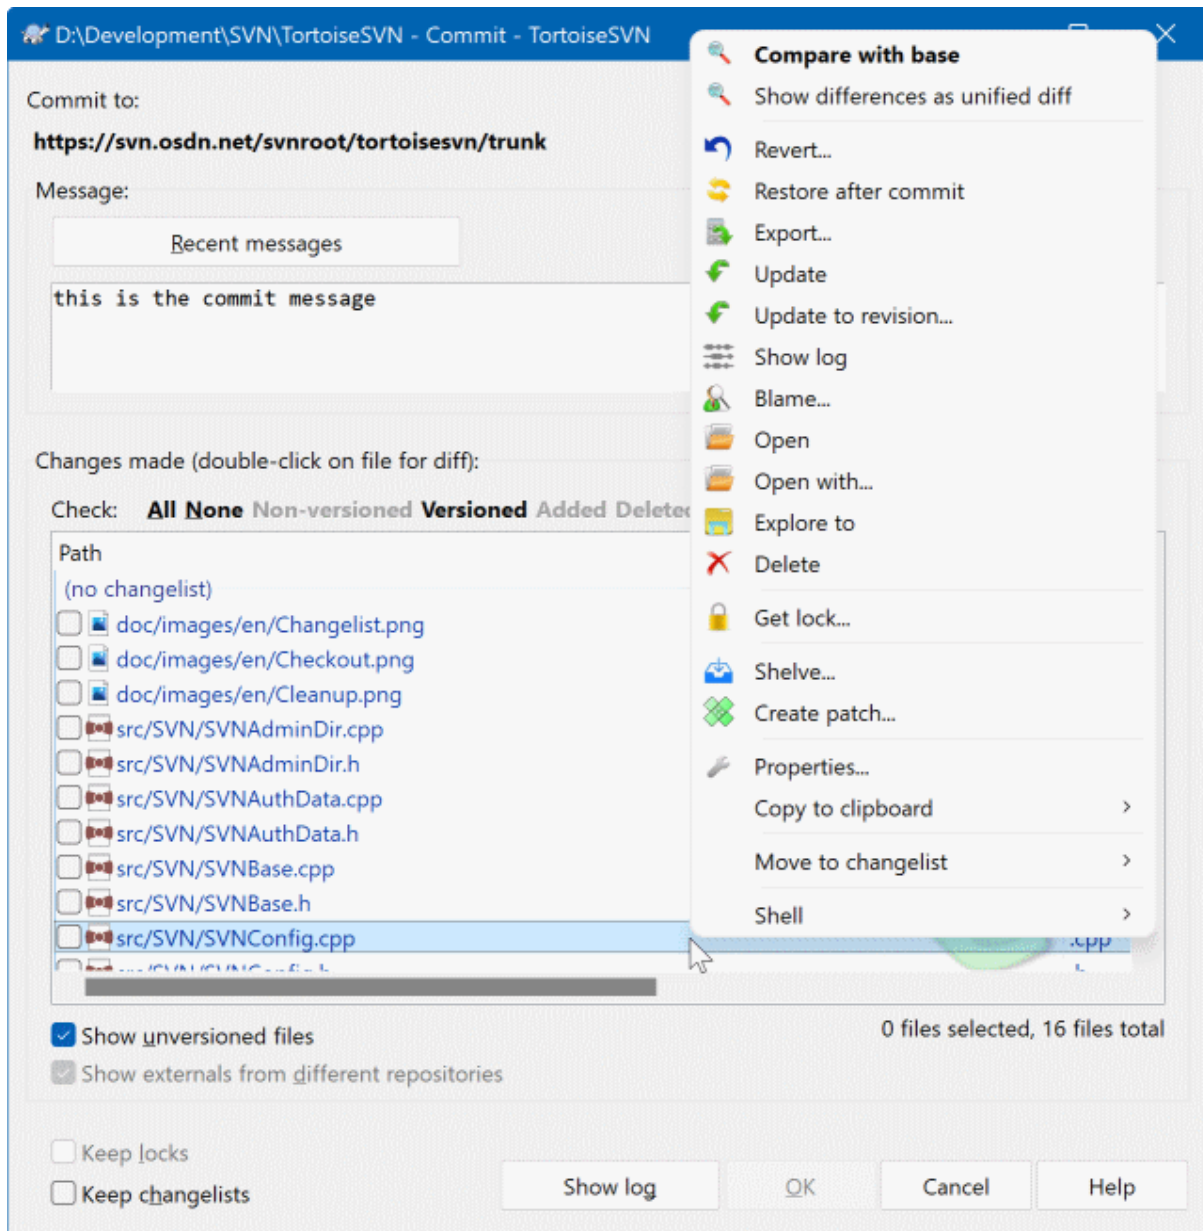 D:\Development\SVN\TortoiseSVN - Commit - TortoiseSVN
Commit to:
https://svn.osdn.net/svnroot/tortoisesvn/trunk
Message:
Recent messages
this is the commit message
Changes made (double-click on file for diff):
Check: All None Non-versioned Versioned Added Deleted
Path
(no changelist)
doc/images/en/Changelist.png
doc/images/en/Checkout.png
doc/images/en/Cleanup.png
src/SVN/SVNAdminDir.cpp
src/SVN/SVNAdminDir.h
src/SVN/SVNAuthData.cpp
src/SVN/SVNAuthData.h
src/SVN/SVNBase.cpp
src/SVN/SVNBase.h
src/SVN/SVNConfig.cpp .cpp
Show unversioned files
0 files selected, 16 files total
Show externals from different repositories
Keep locks
Keep changelists
Show log
OK
Cancel
Help
Compare with base
Show differences as unified diff
Revert...
Restore after commit
Export...
Update
Update to revision...
Show log
Blame...
Open
Open with...
Explore to
Delete
Get lock...
Shelve...
Create patch...
Properties...
Copy to clipboard
Move to changelist
Shell